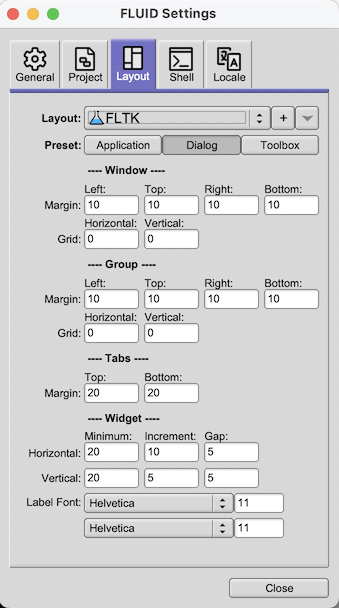 FLUID Settings
General Project Layout Shell Locale
Layout: FLTK +
Preset: Application Dialog Toolbox
---- Window ----
Left: Top: Right: Bottom:
Margin: 10 10 10 10
Horizontal: Vertical:
Grid: 0 0
---- Group ----
Left: Top: Right: Bottom:
Margin: 10 10 10 10
Horizontal: Vertical:
Grid: 0 0
---- Tabs ----
Top: Bottom:
Margin: 20 20
---- Widget ----
Minimum: Increment: Gap:
Horizontal: 20 10 5
Vertical: 20 5 5
Label Font: Helvetica 11
Helvetica 11
Close